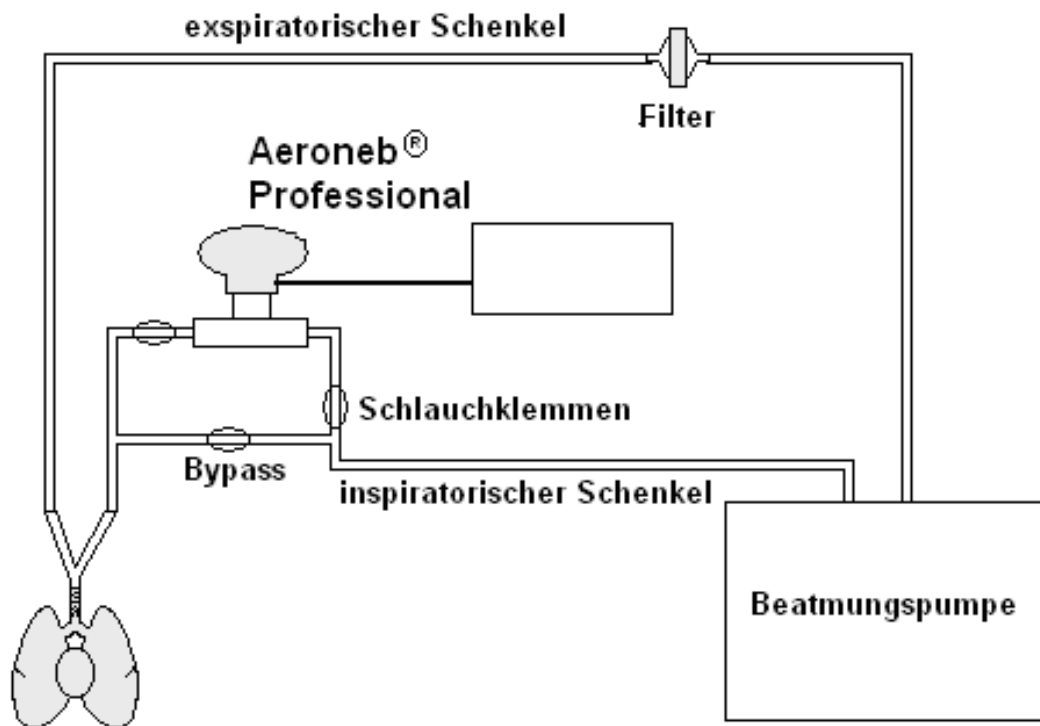 exspiratorischer Schenkel
Filter
Aeroneb®
Professional
Schlauchklemmen
Bypass
inspiratorischer Schenkel
Beatmungspumpe